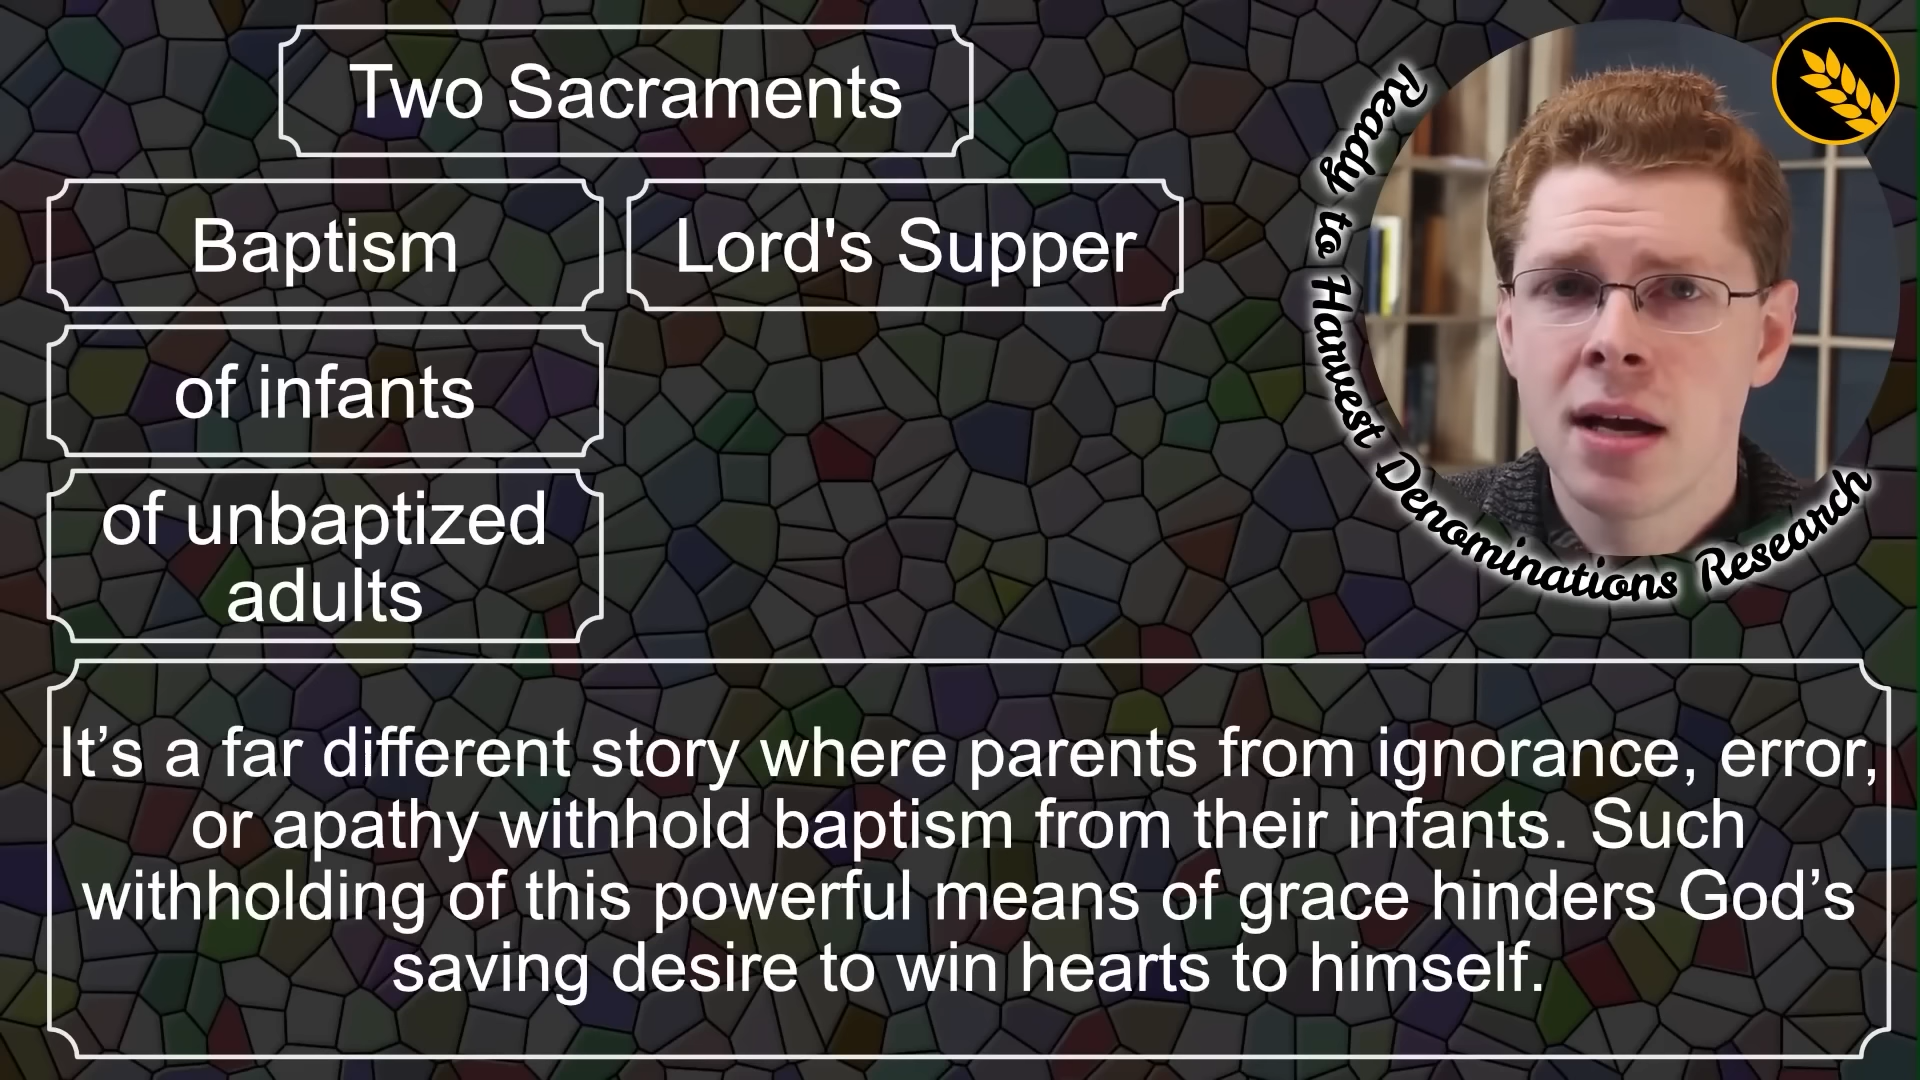 Two Sacraments
Baptism
Lord's Supper
of infants
of unbaptized
adults
Ready to Harvest Denominations Research
It’s a far different story where parents from ignorance, error,
or apathy withhold baptism from their infants. Such
withholding of this powerful means of grace hinders God’s
saving desire to win hearts to himself.